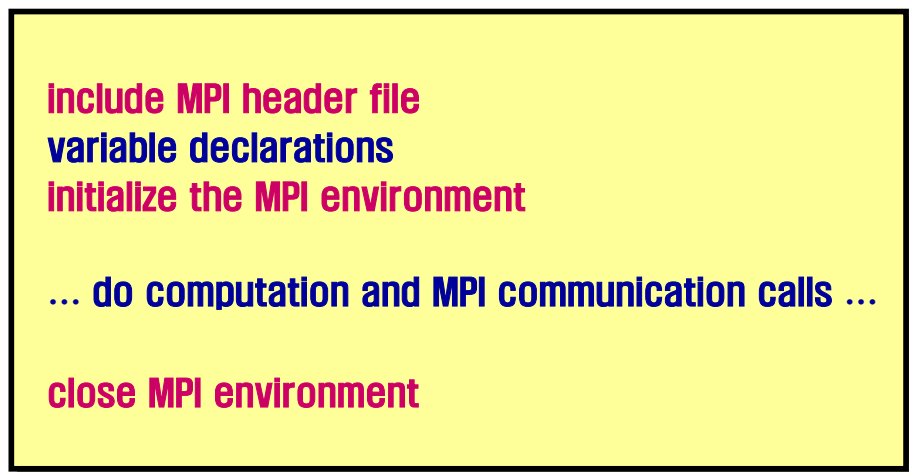 include MPI header file
variable declarations
initialize the MPI environment
… do computation and MPI communication calls …
close MPI environment